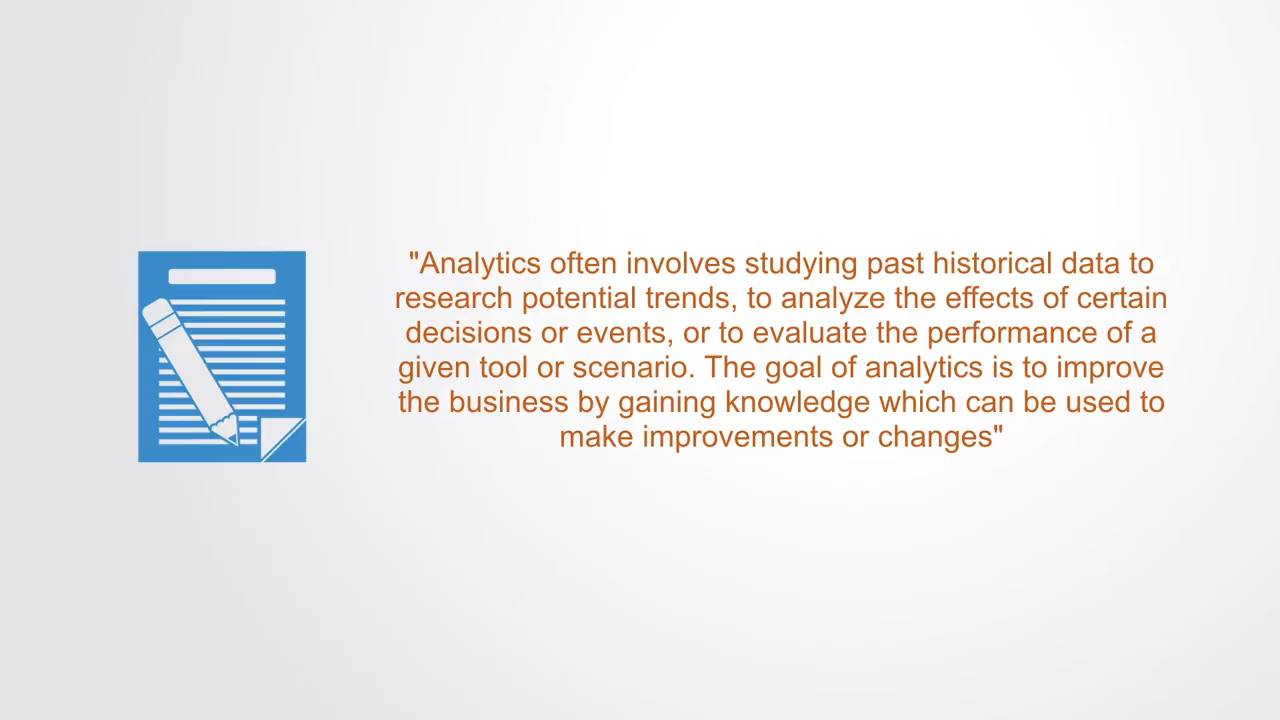 "Analytics often involves studying past historical data to
research potential trends, to analyze the effects of certain
decisions or events, or to evaluate the performance of a
given tool or scenario. The goal of analytics is to improve
the business by gaining knowledge which can be used to
make improvements or changes"